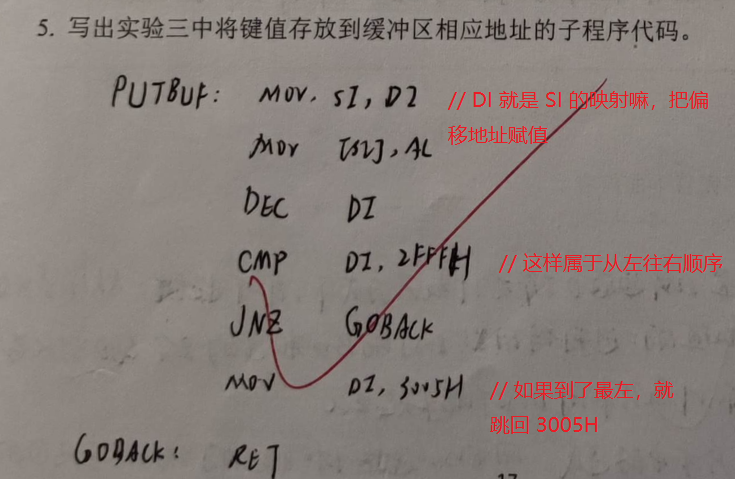 5. 写出实验三中将键值存放到缓冲区相应地址的子程序代码。
PUTBUF: MOV. SI, DI // DI 就是 SI 的映射嘛，把偏
移地址赋值
MOV [SI], AL
DEC DI
CMP DI, 2FFFH // 这样属于从左往右顺序
JNZ GOBACK
MOV DI, 3005H // 如果到了最左，就
跳回 3005H
GOBACK: RET